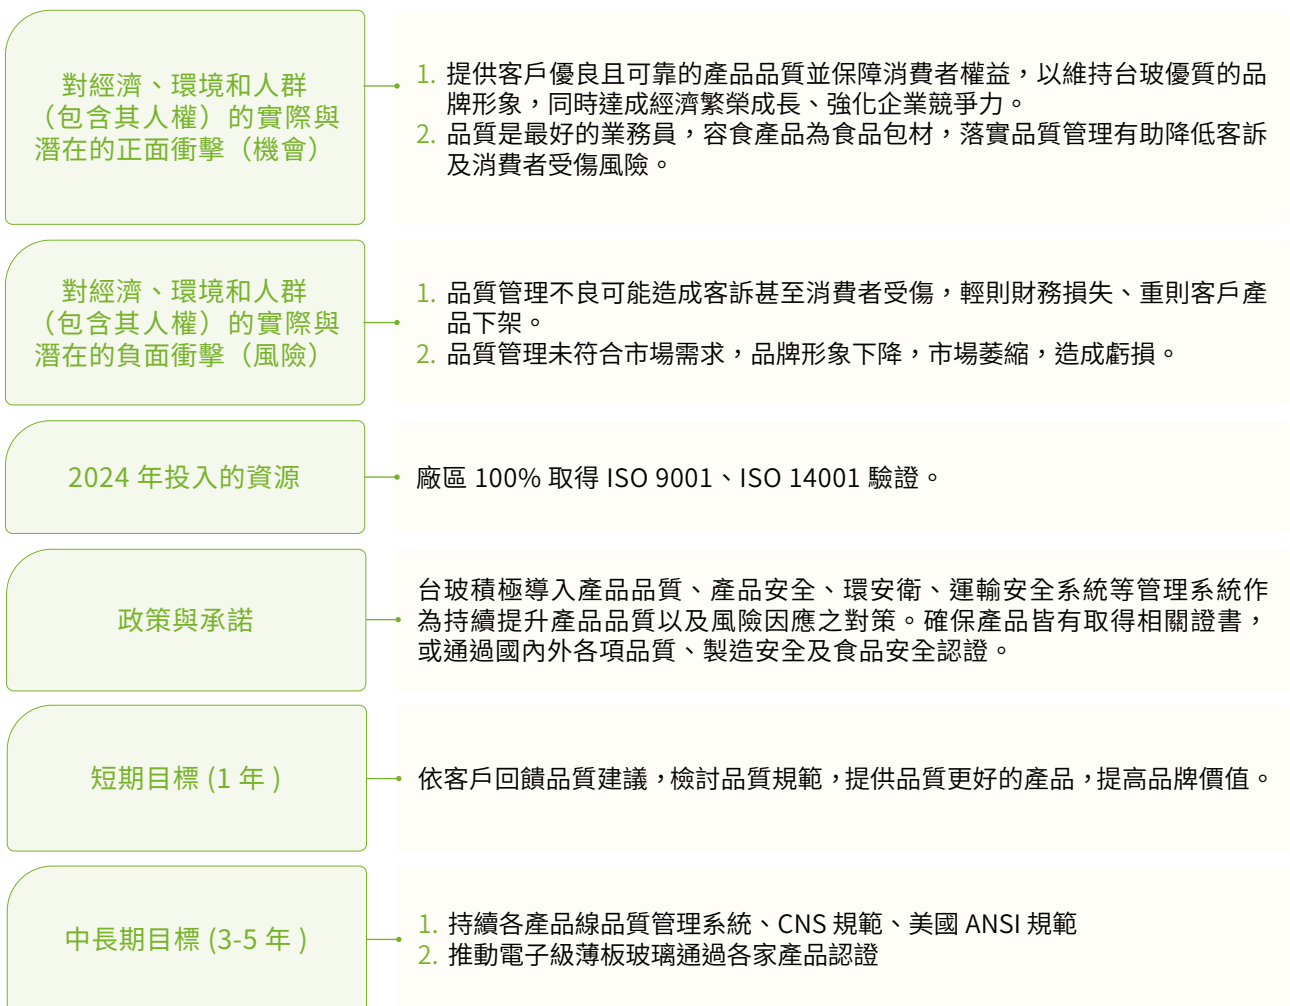 對經濟、環境和人群
（包含其人權）的實際與
潛在的正面衝擊（機會）
1. 提供客戶優良且可靠的產品品質並保障消費者權益，以維持台玻優質的品
牌形象，同時達成經濟繁榮成長、強化企業競爭力。
2. 品質是最好的業務員，容食產品為食品包材，落實品質管理有助降低客訴
及消費者受傷風險。
對經濟、環境和人群
（包含其人權）的實際與
潛在的負面衝擊（風險）
1. 品質管理不良可能造成客訴甚至消費者受傷，輕則財務損失、重則客戶產
品下架。
2. 品質管理未符合市場需求，品牌形象下降，市場萎縮，造成虧損。
2024 年投入的資源
廠區 100% 取得 ISO 9001、ISO 14001 驗證。
政策與承諾
台玻積極導入產品品質、產品安全、環安衛、運輸安全系統等管理系統作
為持續提升產品品質以及風險因應之對策。確保產品皆有取得相關證書，
或通過國內外各項品質、製造安全及食品安全認證。
短期目標 (1 年 )
依客戶回饋品質建議，檢討品質規範，提供品質更好的產品，提高品牌價值。
中長期目標 (3-5 年 )
1. 持續各產品線品質管理系統、CNS 規範、美國 ANSI 規範
2. 推動電子級薄板玻璃通過各家產品認證